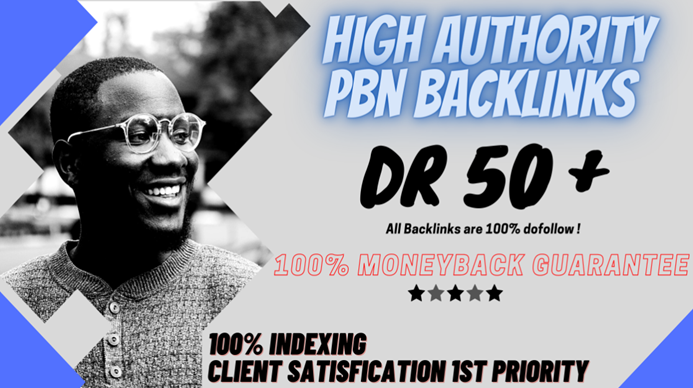 HIGH AUTHORITY
PBN BACKLINKS
DR 50 +
All Backlinks are 100% dofollow !
100% MONEYBACK GUARANTEE
100% INDEXING
CLIENT SATISFICATION 1ST PRIORITY